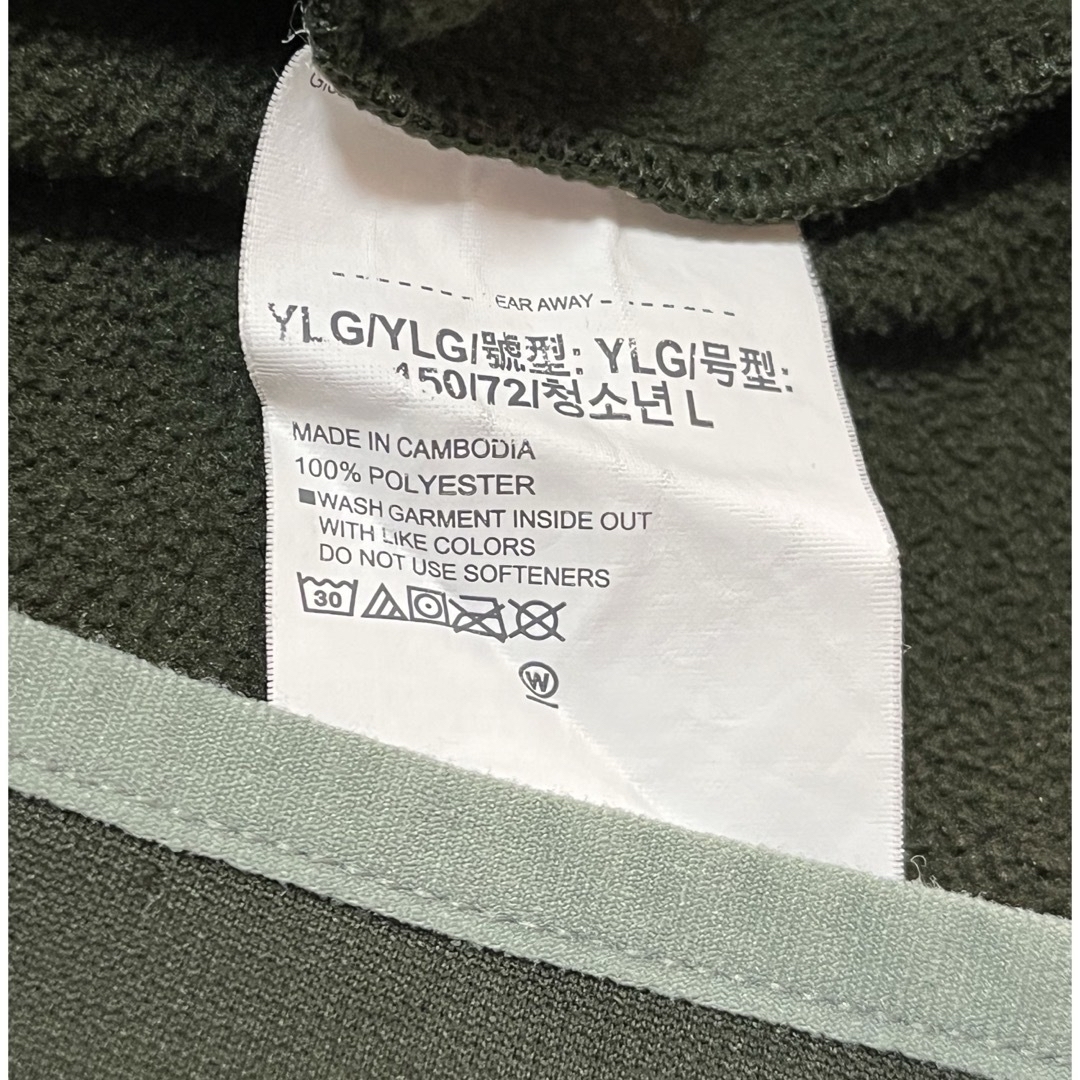 EAR AWAY
YLG/YLG/號型: YLG/号型:
150/72/청소년 L
MADE IN CAMBODIA
100% POLYESTER
WASH GARMENT INSIDE OUT
WITH LIKE COLORS
DO NOT USE SOFTENERS
30
W